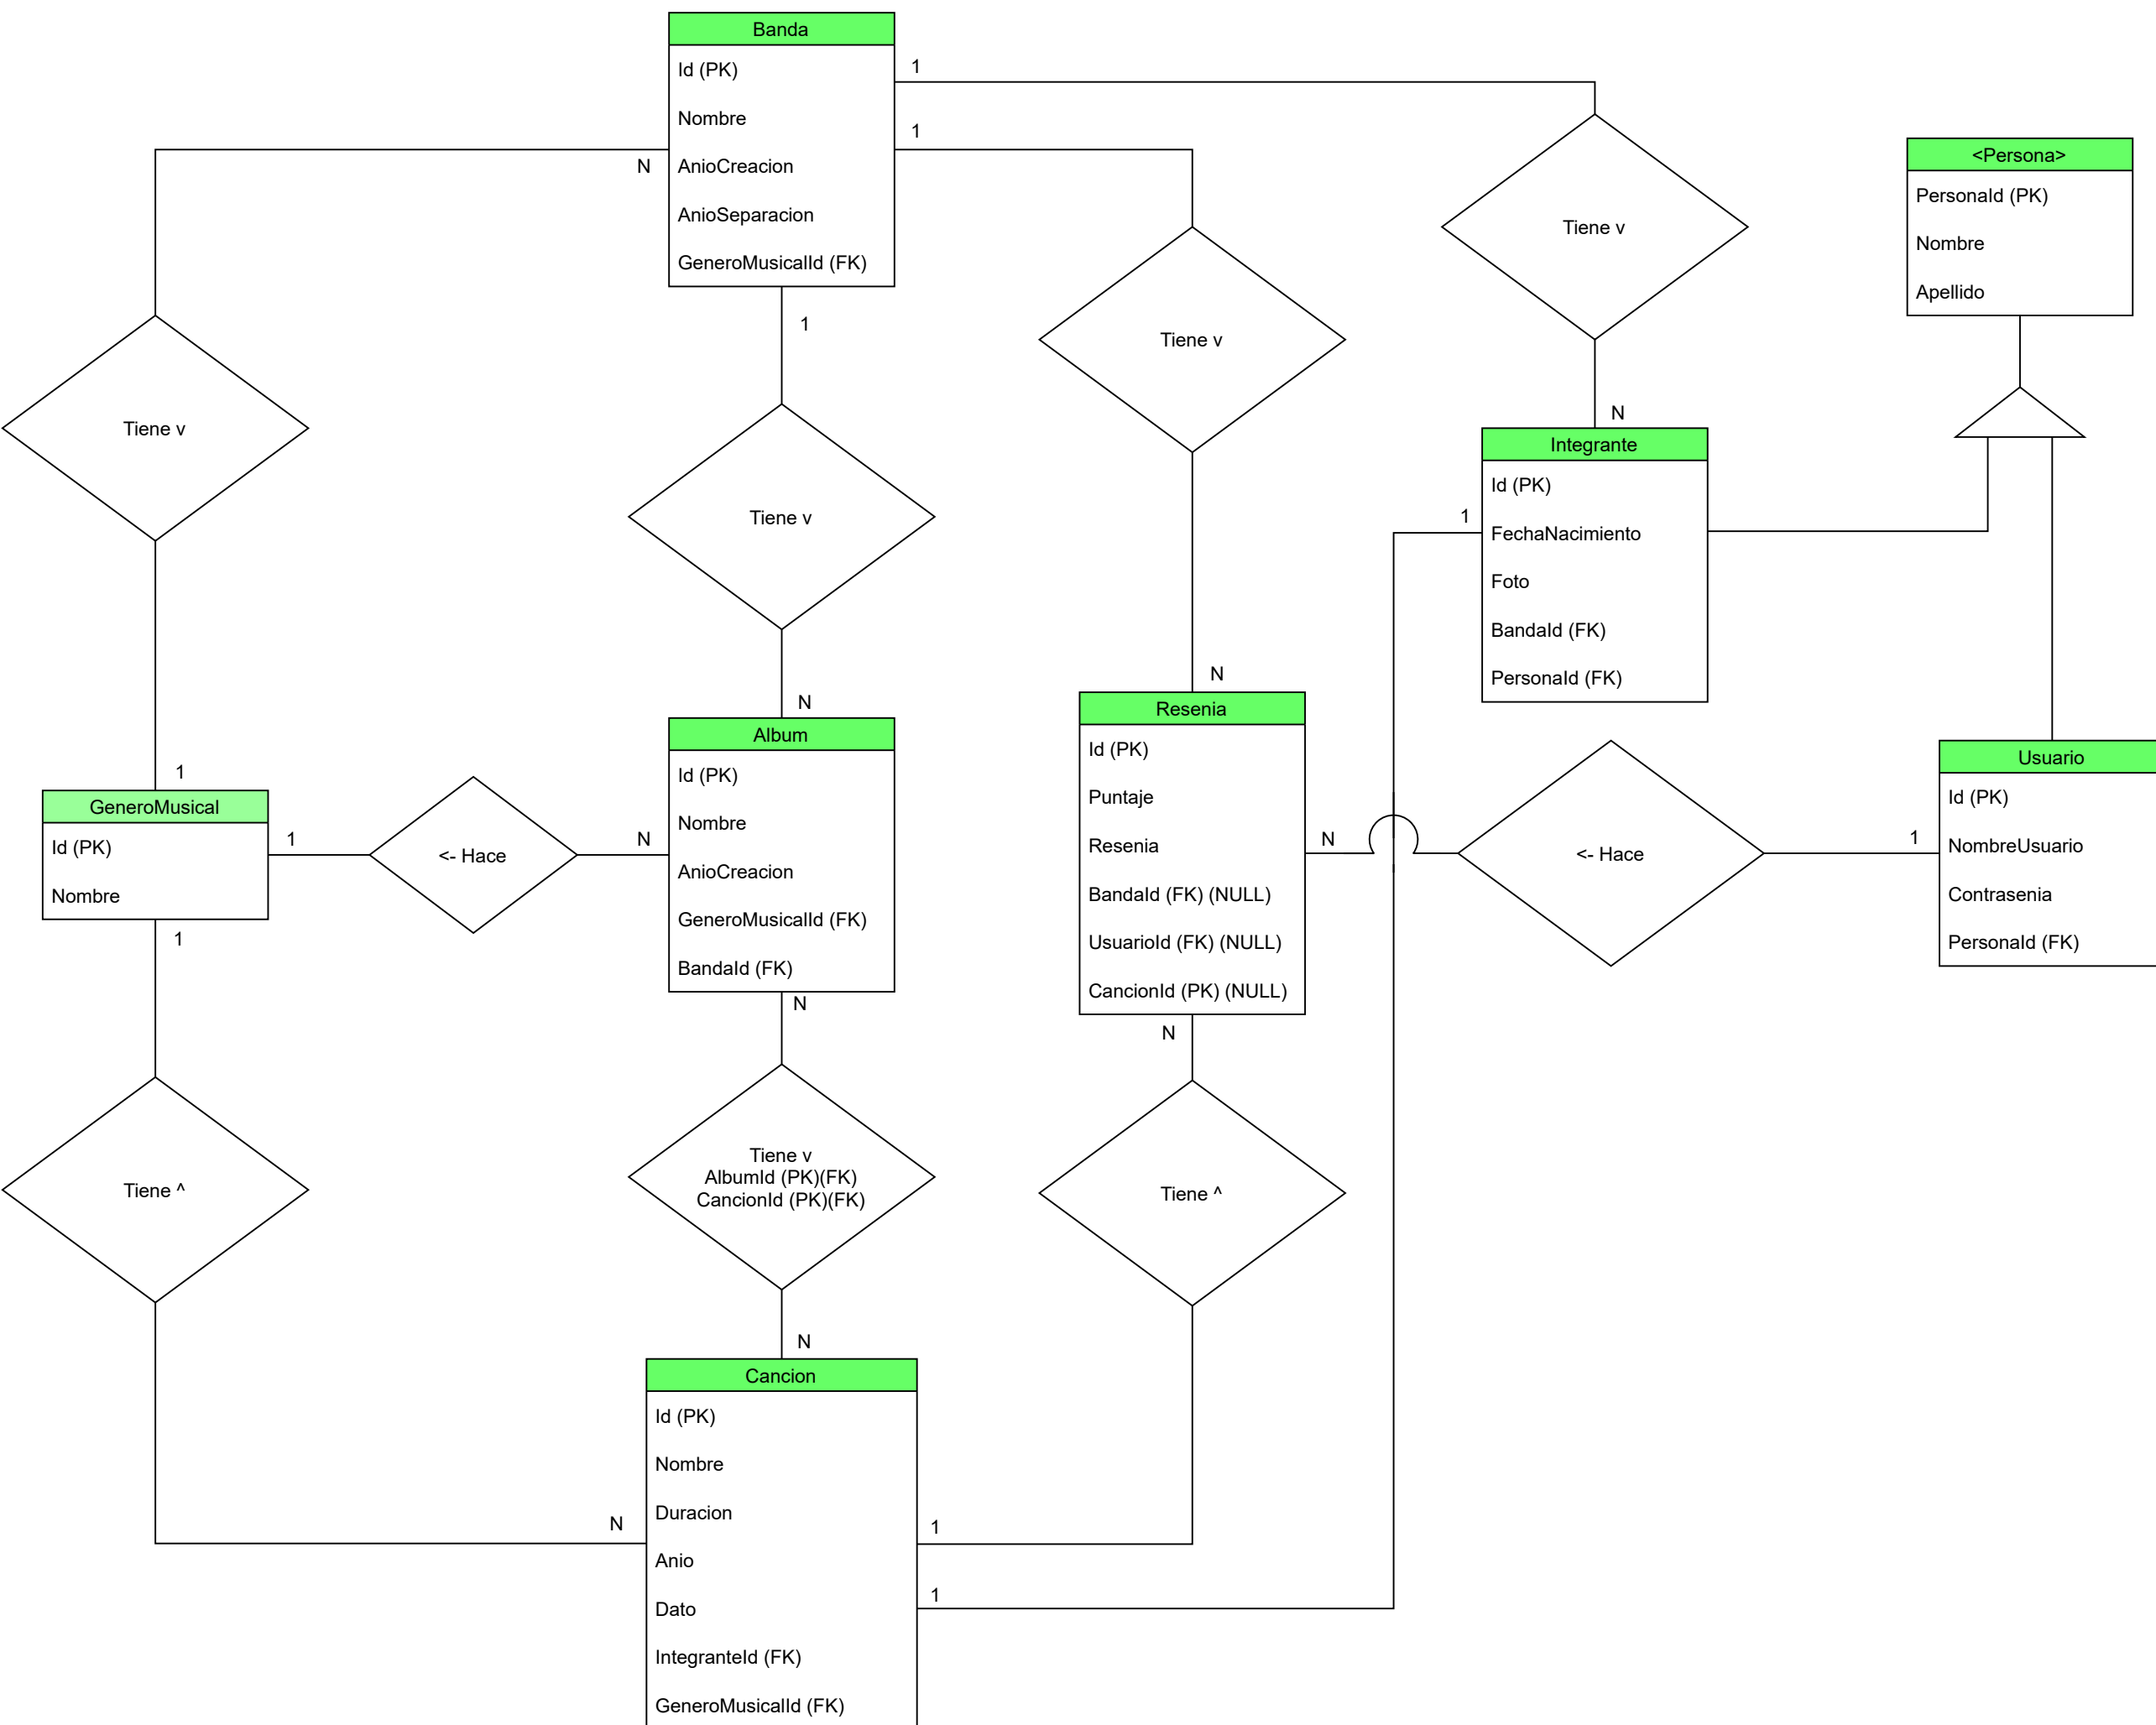 Banda
Id (PK)
Nombre
AnioCreacion
AnioSeparacion
GeneroMusicalId (FK)
1
1
N
1
Tiene v
Tiene v
Tiene v
Tiene v
<Persona>
PersonaId (PK)
Nombre
Apellido
N
Integrante
Id (PK)
FechaNacimiento
Foto
BandaId (FK)
PersonaId (FK)
1
N
Resenia
Id (PK)
Puntaje
Resenia
BandaId (FK) (NULL)
UsuarioId (FK) (NULL)
CancionId (PK) (NULL)
N
N
<- Hace
1
Usuario
Id (PK)
NombreUsuario
Contrasenia
PersonaId (FK)
N
Album
Id (PK)
Nombre
AnioCreacion
GeneroMusicalId (FK)
BandaId (FK)
N
1
GeneroMusical
Id (PK)
Nombre
1
1
<- Hace
N
Tiene ^
Tiene v
AlbumId (PK)(FK)
CancionId (PK)(FK)
Tiene ^
N
Cancion
Id (PK)
Nombre
Duracion
Anio
Dato
IntegranteId (FK)
GeneroMusicalId (FK)
N
1
1